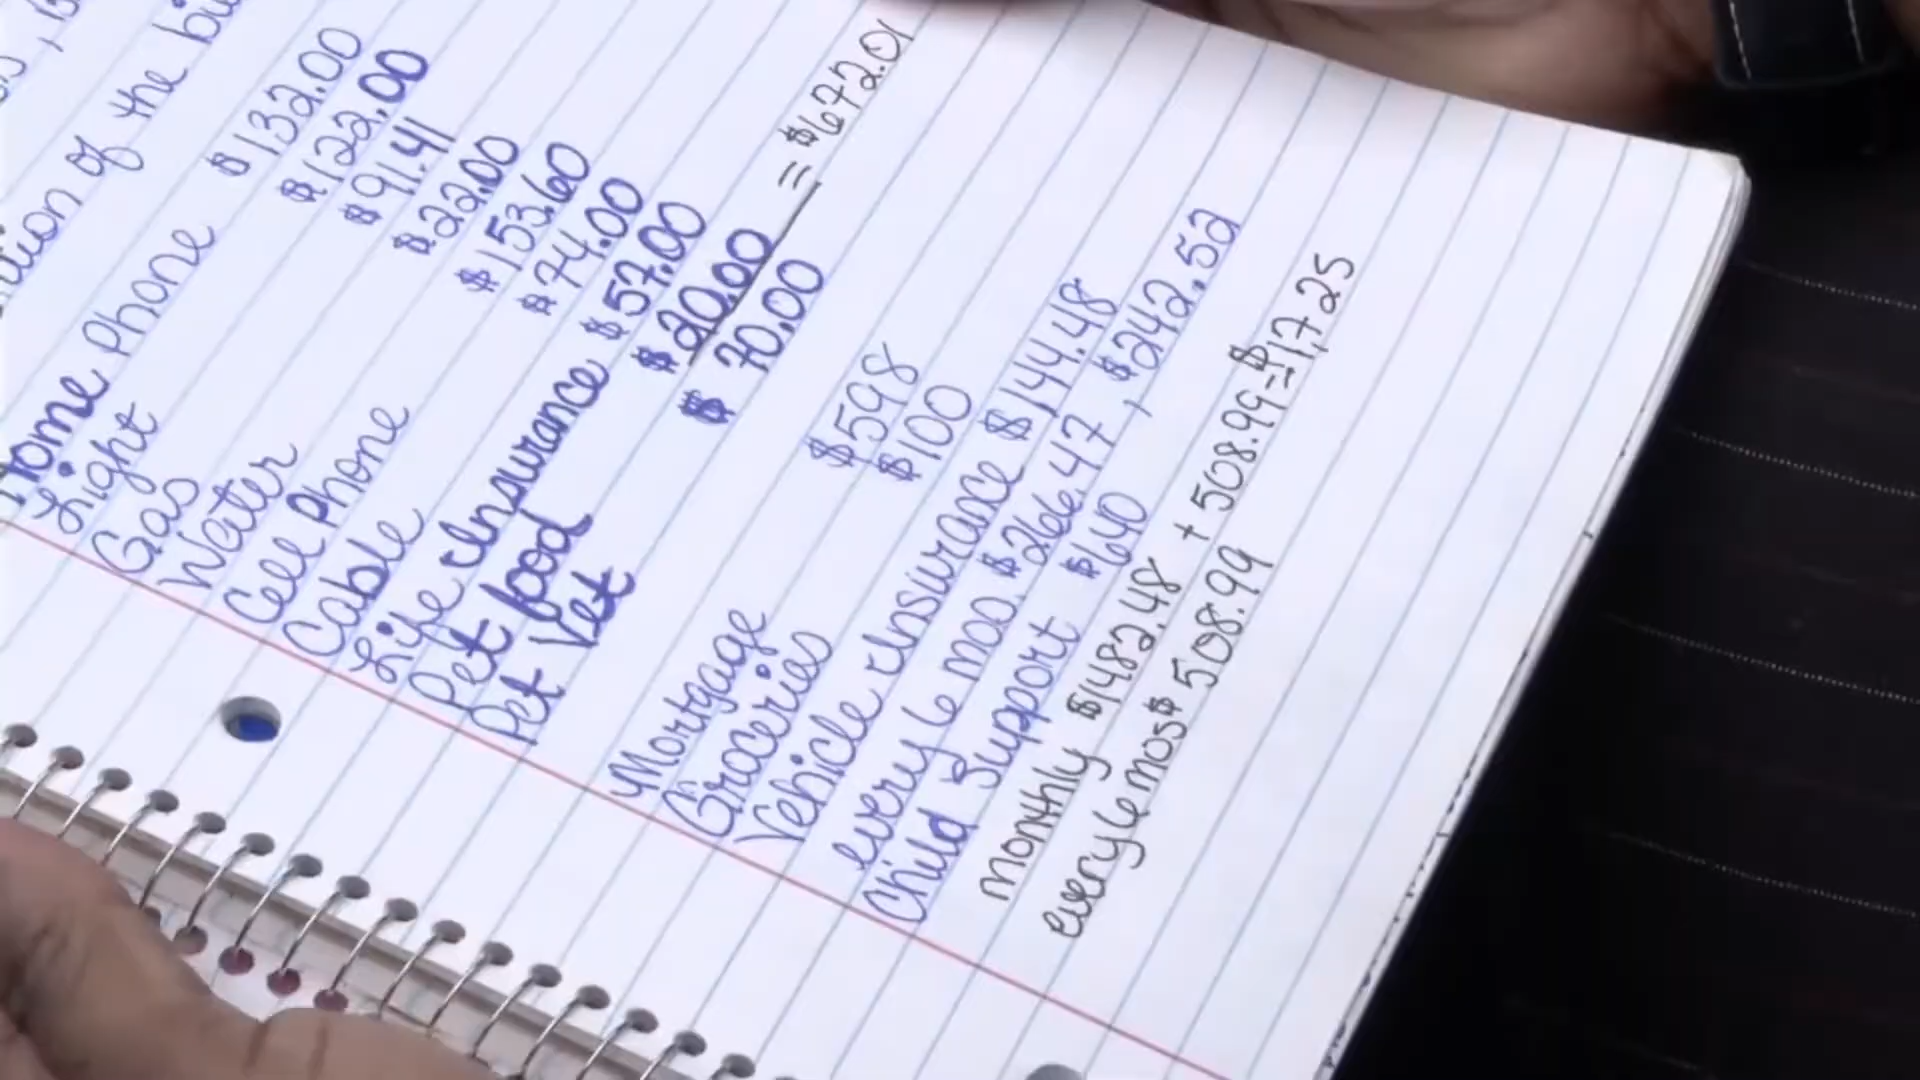 of the
Home Phone $132.00
Light $122.00
Gas $91.41
Water $22.00
Cell Phone $153.60
Cable $74.00
Life Insurance $57.00
Pet food $20.00 = $672.01
Pet Vet $70.00
Mortgage $598
Groceries $100
Vehicle Insurance $144.48
every 6 mos. $266.47, $242.52
Child Support $640
monthly $1482.48 + 508.99 = $17.25
every 6 mos $508.99